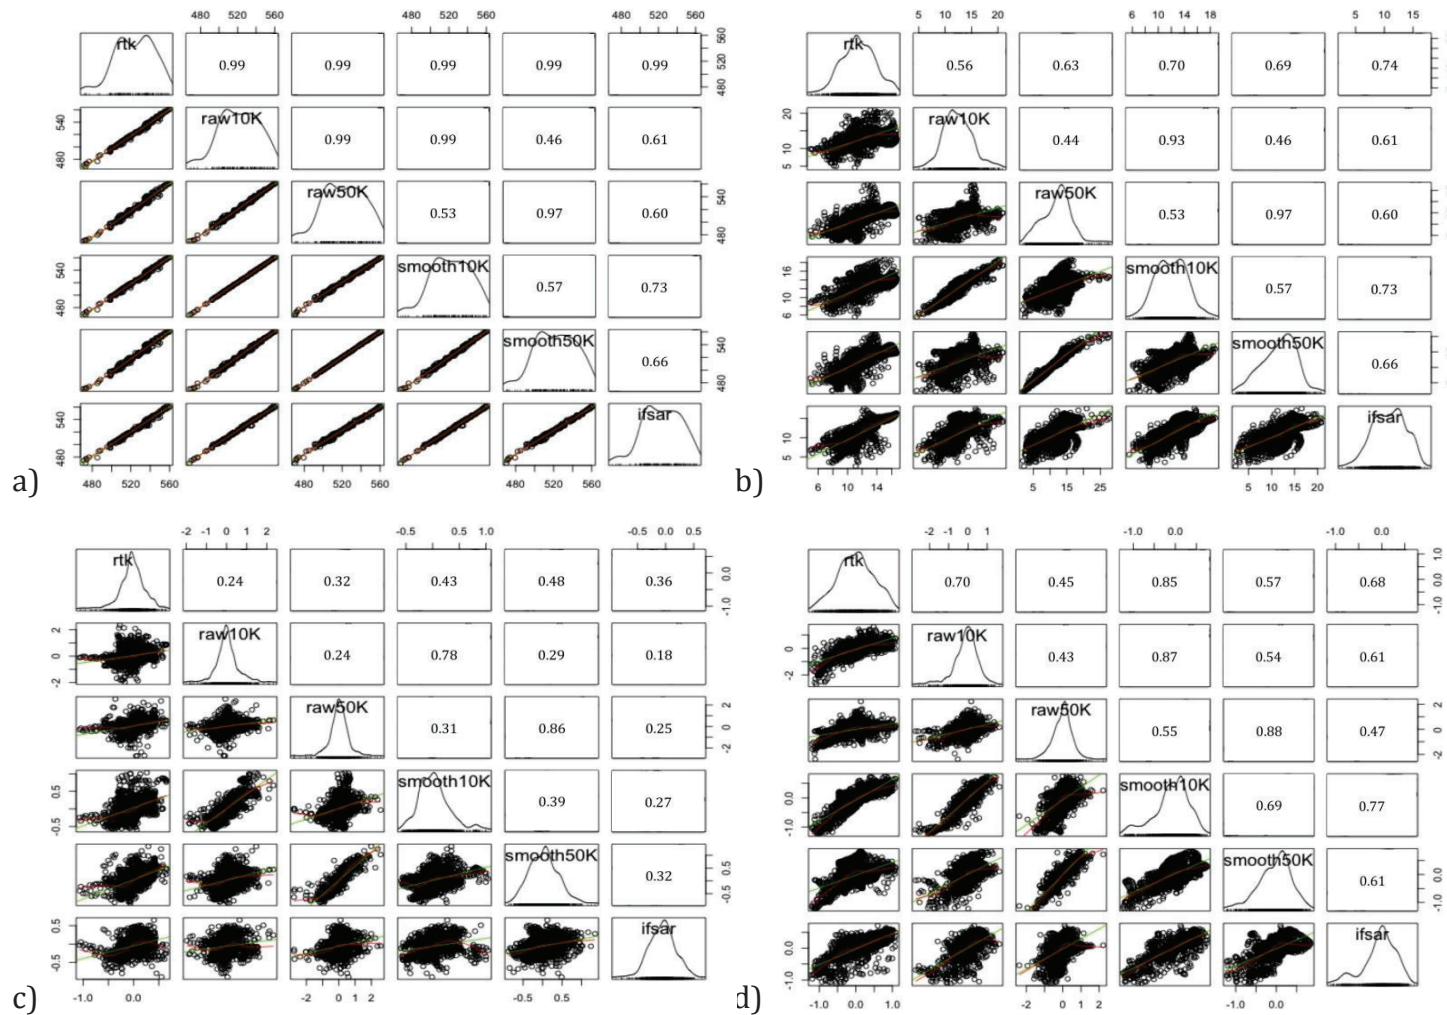 480 520 560
rtk 0.99 0.99 0.99 0.99 0.99 480 520 560
480 540 raw10K 0.99 0.99 0.46 0.61
raw50K 0.53 0.97 0.60 480 540
480 540 smooth10K 0.57 0.73
smooth50K 0.66 480 540
480 540 ifsar
a)
480 520 560 480 520 560 480 520 560
5 10 15 20 6 10 14 18 5 10 15
rtk 0.56 0.63 0.70 0.69 0.74
5 10 20 raw10K 0.44 0.93 0.46 0.61
raw50K 0.53 0.97 0.60
6 10 16 smooth10K 0.57 0.73
smooth50K 0.66
5 10 ifsar
b)
6 10 14 5 15 25 5 10 15 20
-2 -1 0 1 2 -0.5 0.5 1.0 -0.5 0.5
rtk 0.24 0.32 0.43 0.48 0.36 -1.0 0.0
-2 0 2 raw10K 0.24 0.78 0.29 0.18
raw50K 0.31 0.86 0.25 -2 0 2
-0.5 0.5 smooth10K 0.39 0.27
smooth50K 0.32 -0.5 0.5
-0.5 0.5 ifsar
c)
-1.0 0.0 -2 0 1 2 -0.5 0.5
-2 -1 0 1 -1.0 0.0 -1.0 0.0
rtk 0.70 0.45 0.85 0.57 0.68 -1.0 0.0 1.0
-2 0 raw10K 0.43 0.87 0.54 0.61
raw50K 0.55 0.88 0.47 -2 0 2
-1.0 0.0 smooth10K 0.69 0.77
smooth50K 0.61 -1.0 0.0
-1.0 0.0 ifsar
d)
-1.0 0.0 1.0 -2 -1 0 1 2 -1.0 0.0